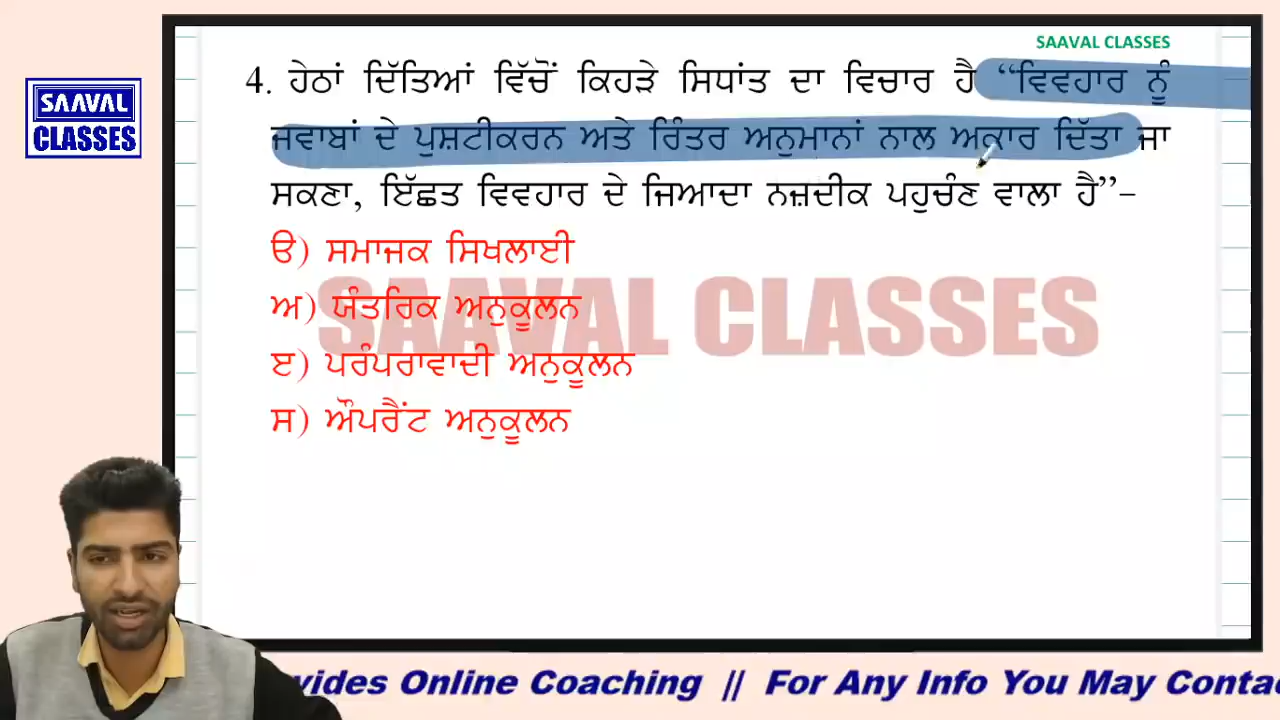 SAAVAL CLASSES
SAAVAL
CLASSES
4. ਹੇਠਾਂ ਦਿੱਤਿਆਂ ਵਿੱਚੋਂ ਕਿਹੜੇ ਸਿਧਾਂਤ ਦਾ ਵਿਚਾਰ ਹੈ “ਵਿਵਹਾਰ ਨੂੰ
ਜਵਾਬਾਂ ਦੇ ਪੁਸ਼ਟੀਕਰਨ ਅਤੇ ਰਿੰਤਰ ਅਨੁਮਾਨਾਂ ਨਾਲ ਅਕਾਰ ਦਿੱਤਾ ਜਾ
ਸਕਣਾ, ਇੱਛਤ ਵਿਵਹਾਰ ਦੇ ਜਿਆਦਾ ਨਜ਼ਦੀਕ ਪਹੁਚੰਣ ਵਾਲਾ ਹੈ”–
ੳ) ਸਮਾਜਕ ਸਿਖਲਾਈ
ਅ) ਯੰਤਰਿਕ ਅਨੁਕੂਲਨ
ੲ) ਪਰੰਪਰਾਵਾਦੀ ਅਨੁਕੂਲਨ
ਸ) ਔਪਰੈਂਟ ਅਨੁਕੂਲਨ
SAAVAL CLASSES
vides Online Coaching // For Any Info You May Contac